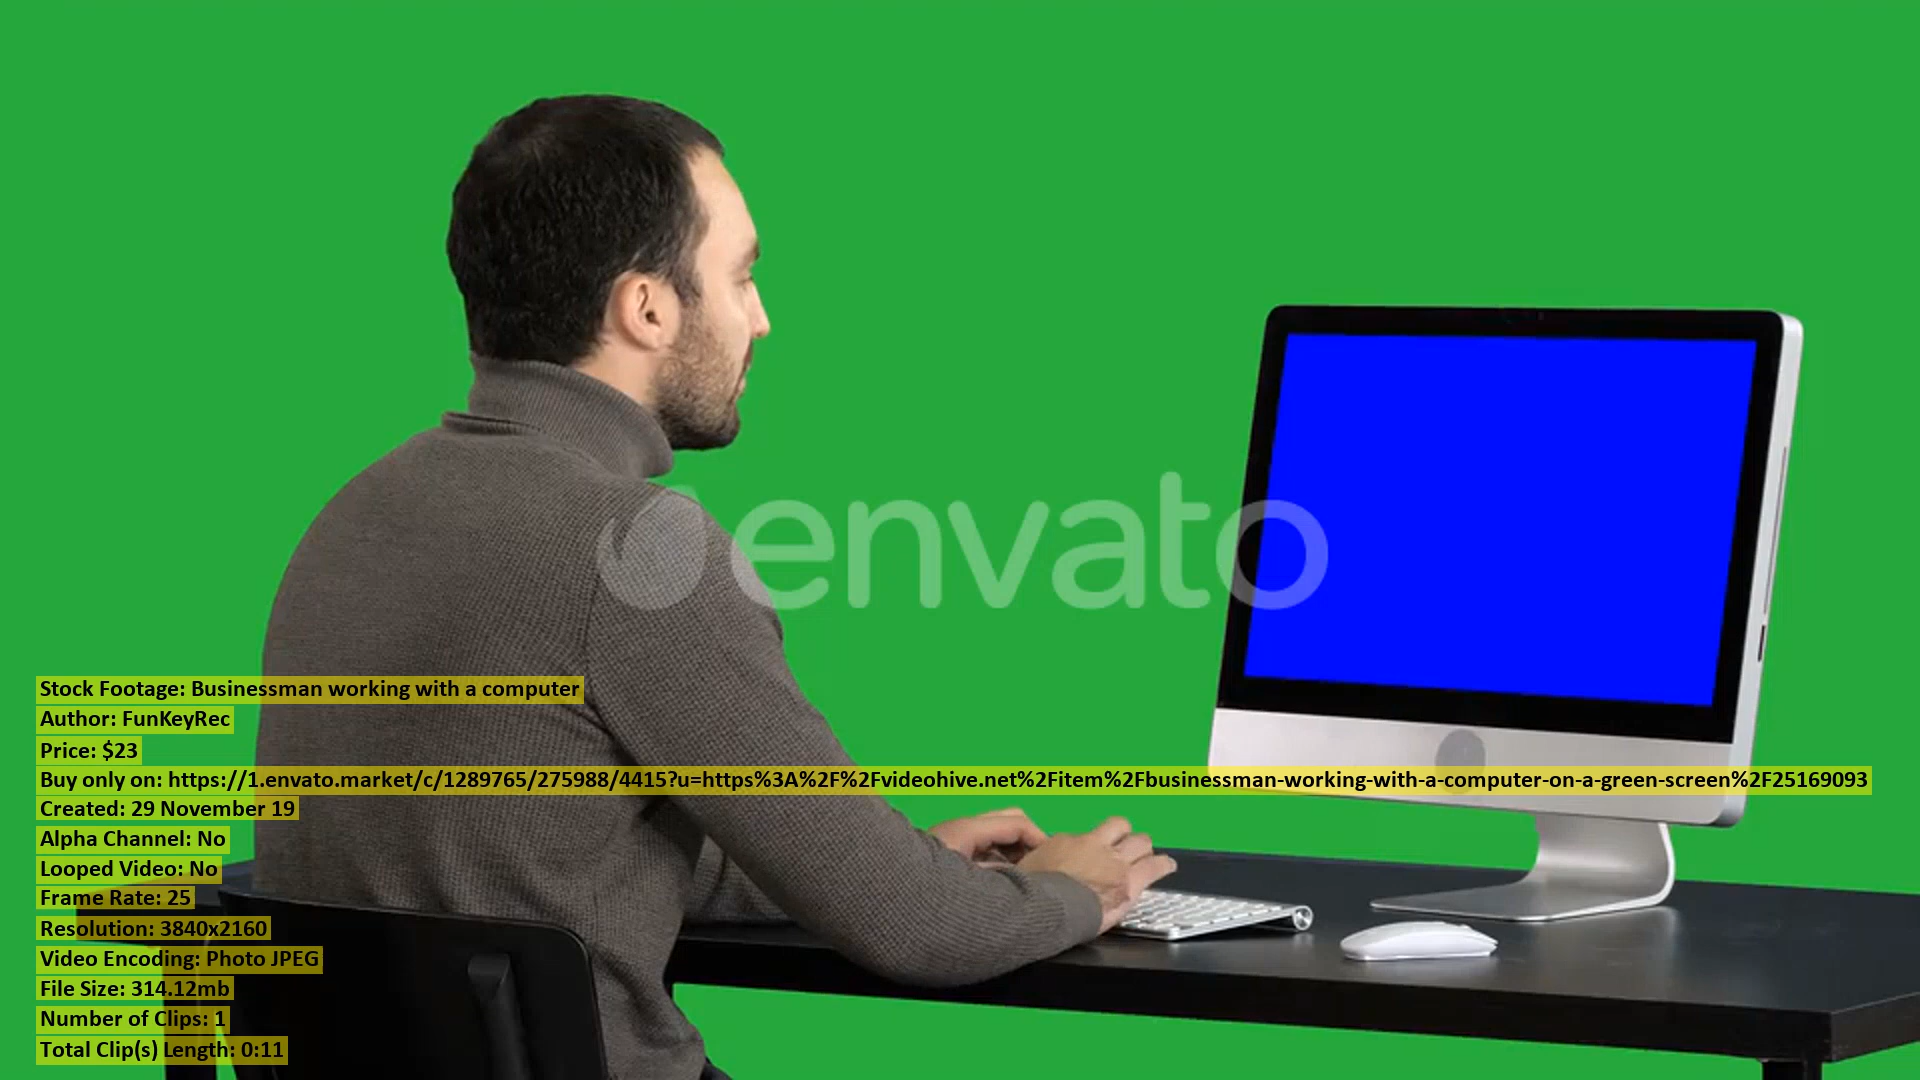 envato
Stock Footage: Businessman working with a computer
Author: FunKeyRec
Price: $23
Buy only on: https://1.envato.market/c/1289765/275988/4415?u=https%3A%2F%2Fvideohive.net%2Fitem%2Fbusinessman-working-with-a-computer-on-a-green-screen%2F25169093
Created: 29 November 19
Alpha Channel: No
Looped Video: No
Frame Rate: 25
Resolution: 3840x2160
Video Encoding: Photo JPEG
File Size: 314.12mb
Number of Clips: 1
Total Clip(s) Length: 0:11